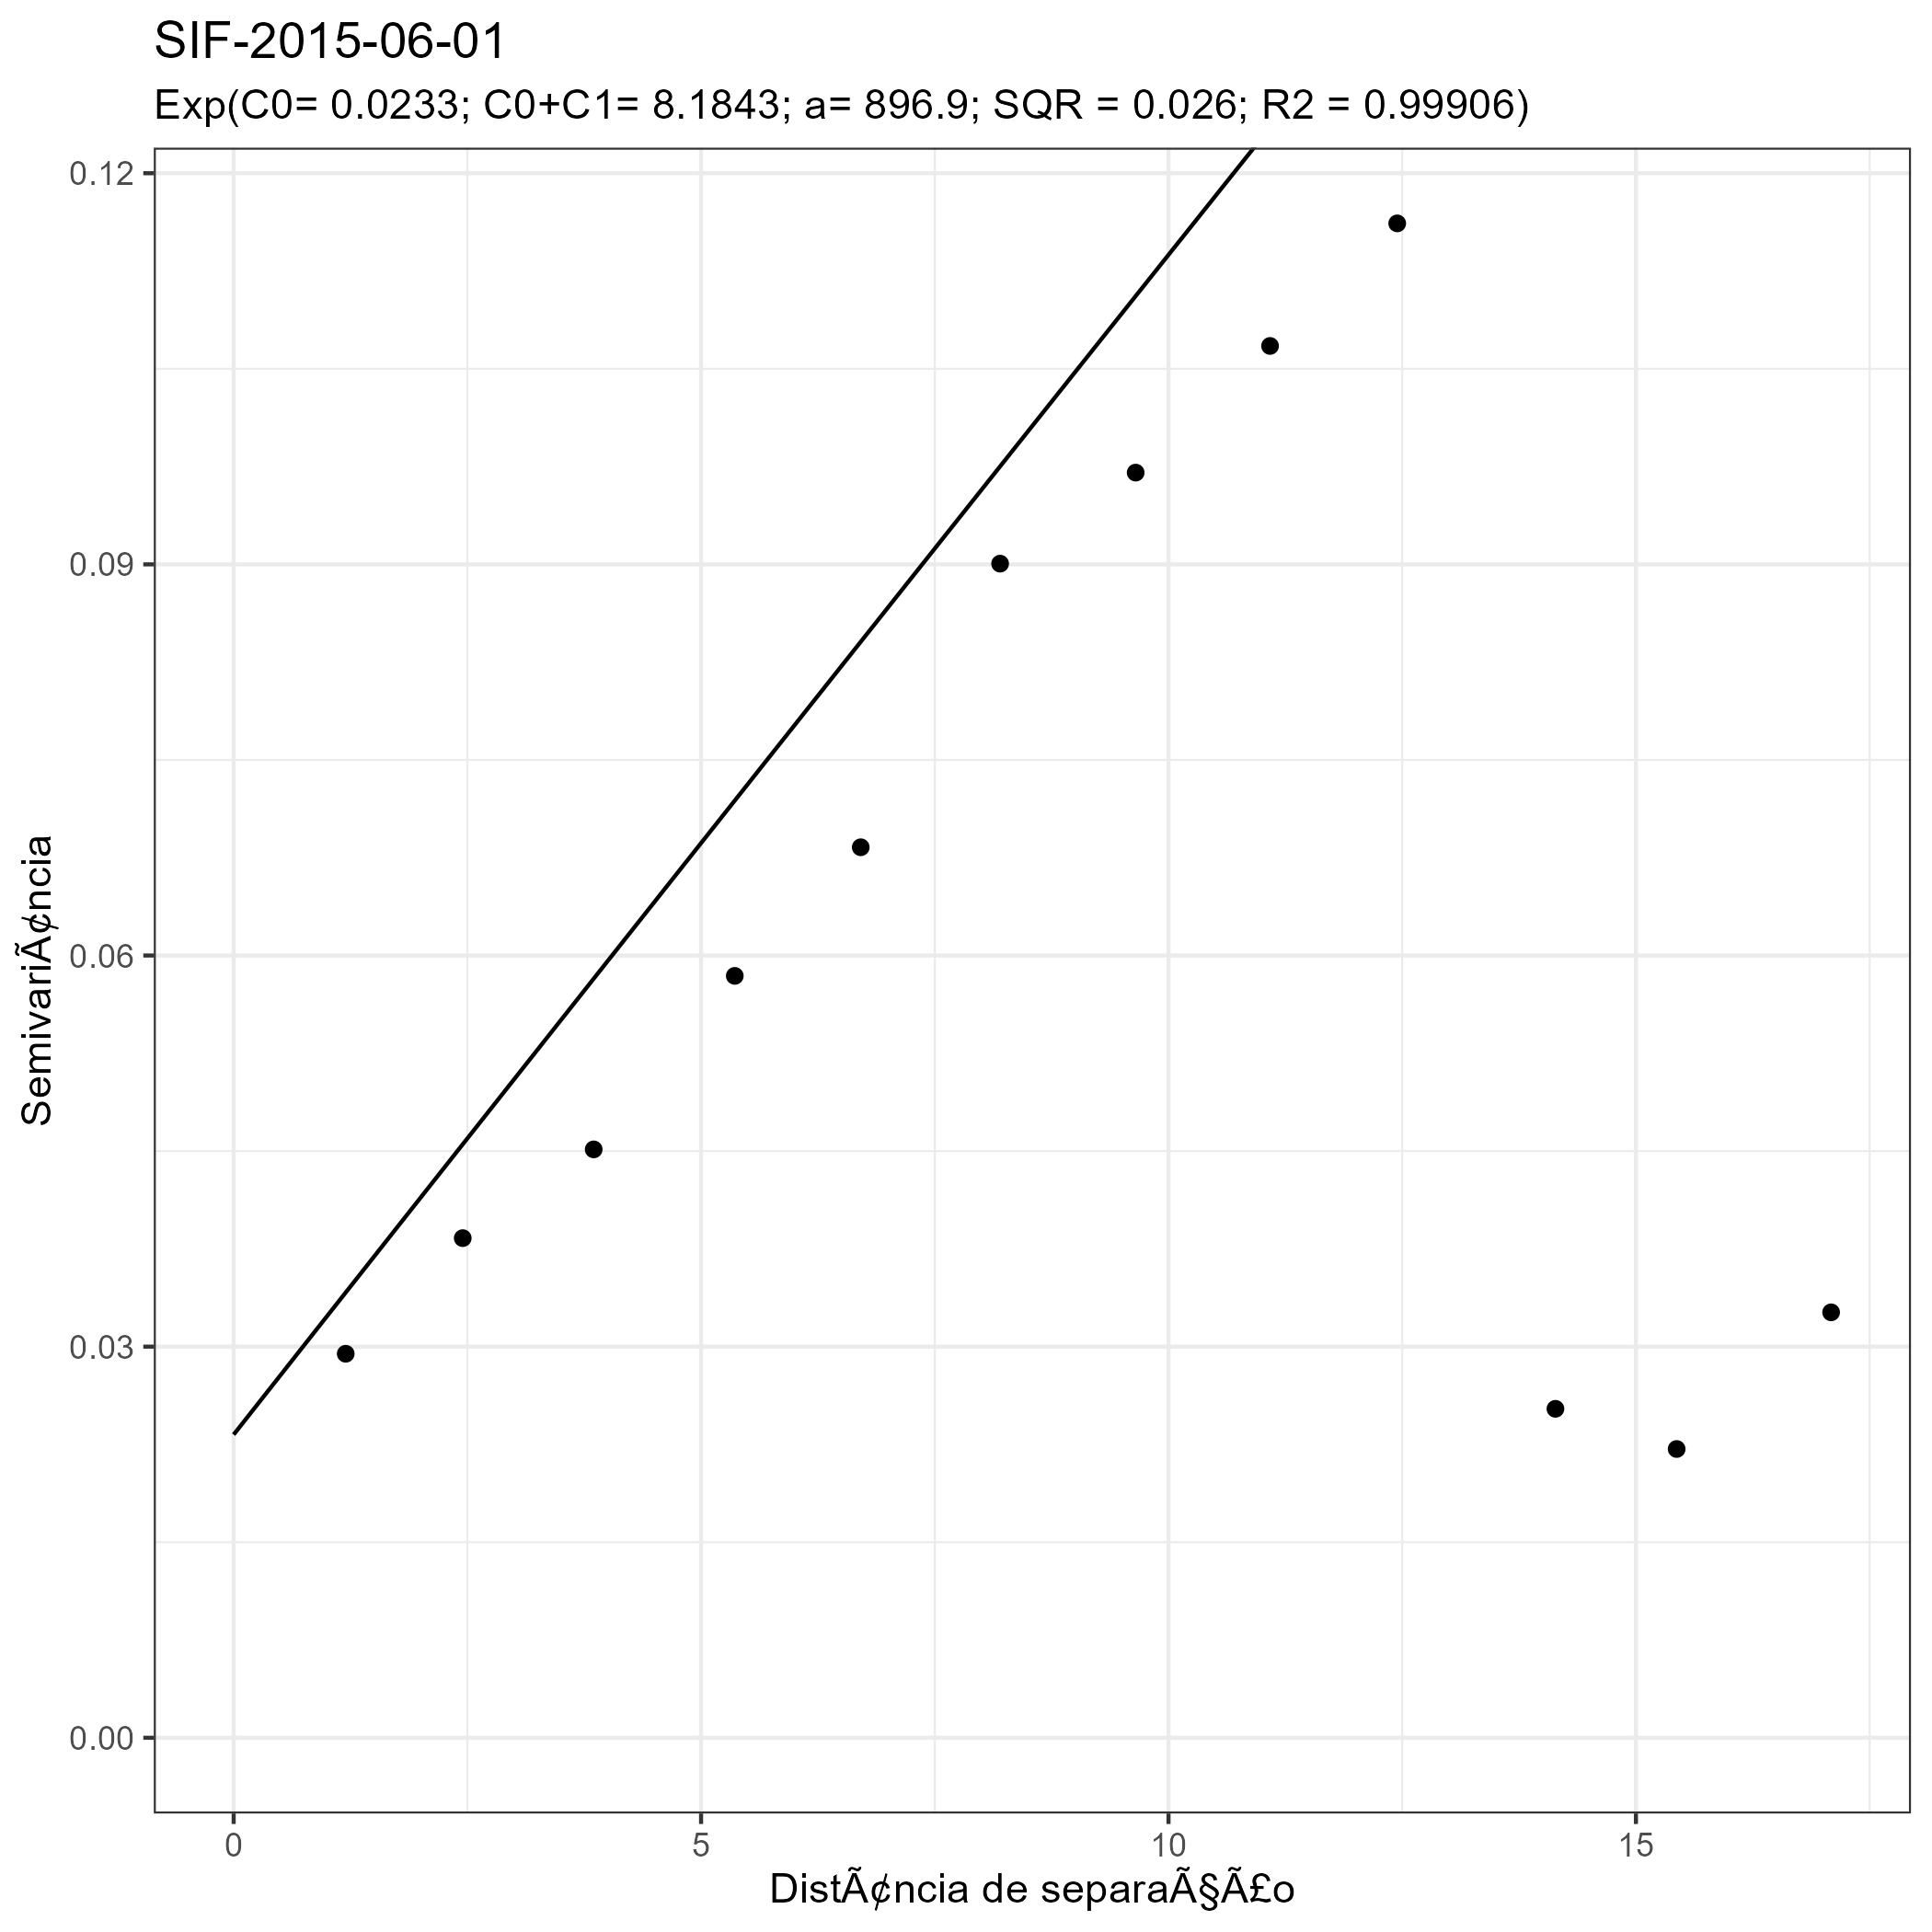 SIF-2015-06-01
Exp(C0= 0.0233; C0+C1= 8.1843; a= 896.9; SQR = 0.026; R2 = 0.99906)
0.12
0.09
0.06
0.03
0.00
SemivariÃ¢ncia
0 5 10 15
DistÃ¢ncia de separaÃ§Ã£o